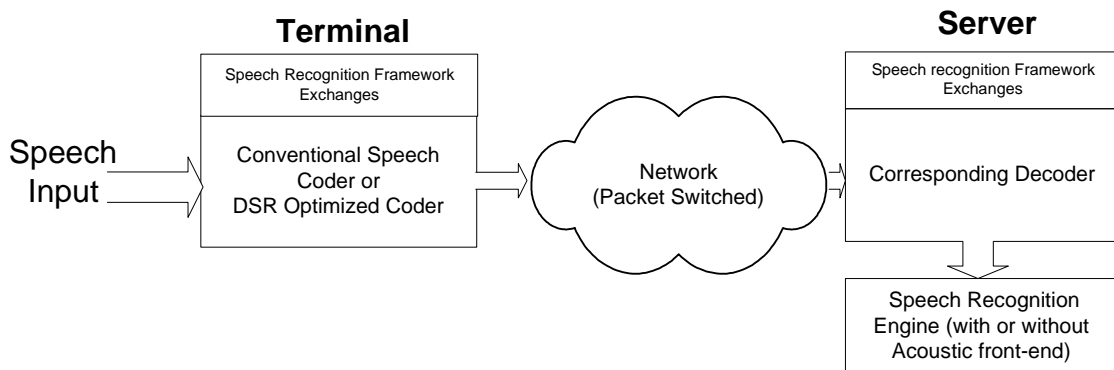 Terminal
Server
Speech Recognition Framework
Exchanges
Speech recognition Framework
Exchanges
Speech
Input
Conventional Speech
Coder or
DSR Optimized Coder
Network
(Packet Switched)
Corresponding Decoder
Speech Recognition
Engine (with or without
Acoustic front-end)